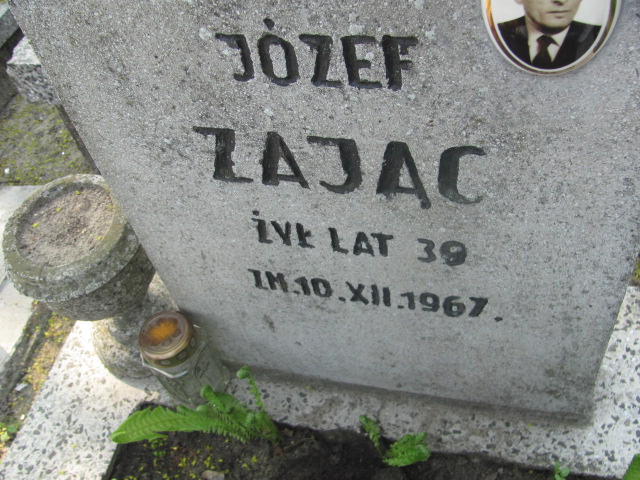 JÓZEF
ZAJĄC
ŻYŁ LAT 39
ZM. 10. XII. 1967.